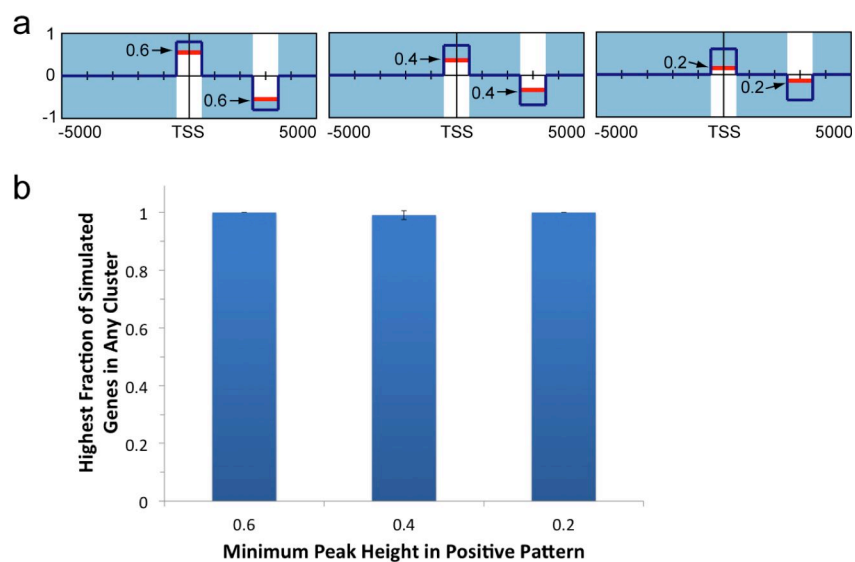 a
1
0
-1
0.6
0.6
-5000 TSS 5000
0.4
0.4
-5000 TSS 5000
0.2
0.2
-5000 TSS 5000
b
Highest Fraction of Simulated
Genes in Any Cluster
1
0.8
0.6
0.4
0.2
0
0.6 0.4 0.2
Minimum Peak Height in Positive Pattern